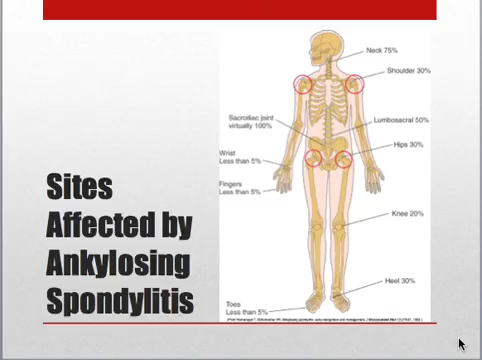 Sites
Affected by
Ankylosing
Spondylitis
Neck 75%
Shoulder 30%
Sacroiliac joint
virtually 100%
Lumbosacral 50%
Hips 30%
Wrist
Less than 5%
Fingers
Less than 5%
Knee 20%
Heel 30%
Toes
Less than 5%